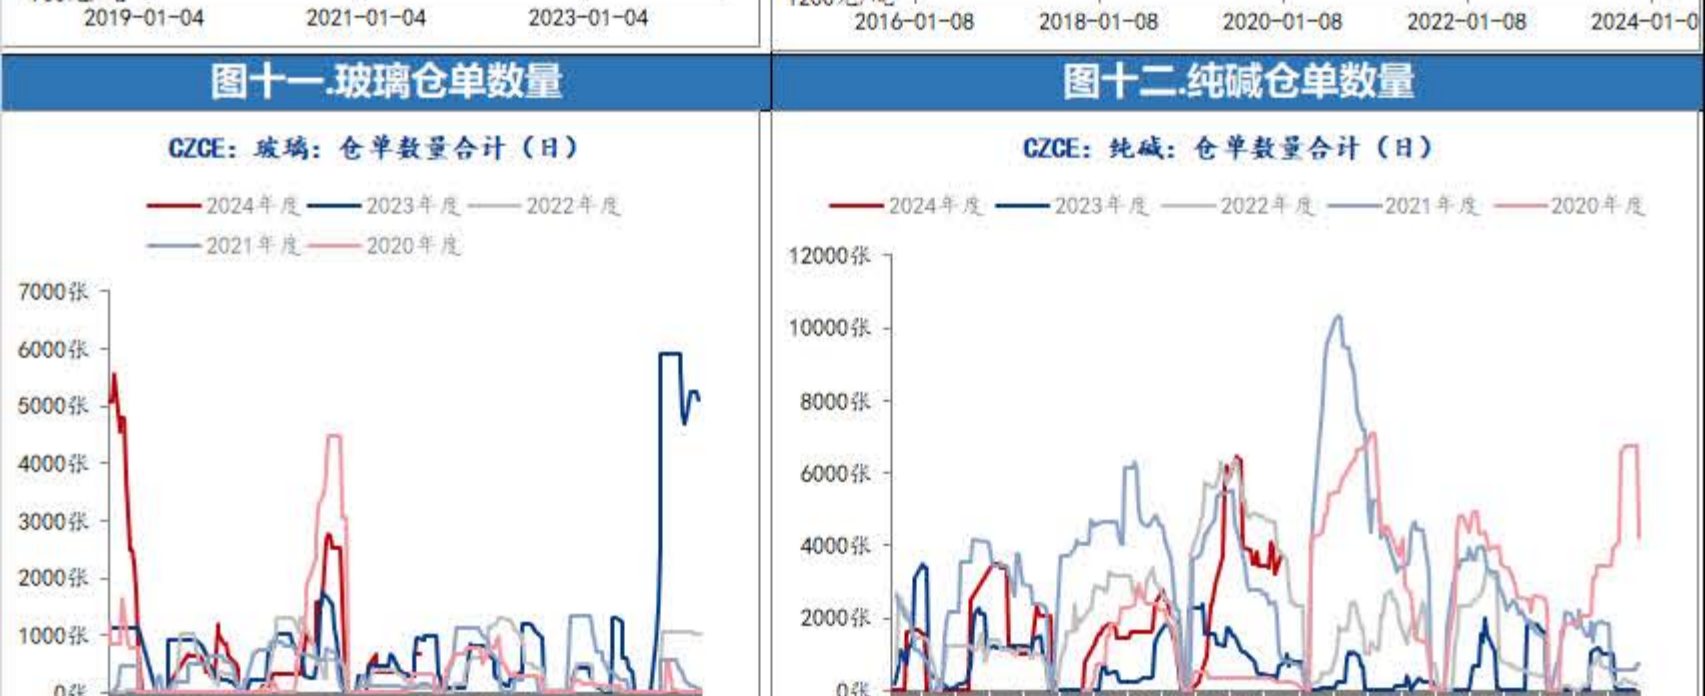 2019-01-04 2021-01-04 2023-01-04
2016-01-08 2018-01-08 2020-01-08 2022-01-08 2024-01-0
图十一.玻璃仓单数量
CZCE: 玻璃: 仓单数量合计（日）
2024年度 2023年度 2022年度
2021年度 2020年度
7000张
6000张
5000张
4000张
3000张
2000张
1000张
0张
图十二.纯碱仓单数量
CZCE: 纯碱: 仓单数量合计（日）
2024年度 2023年度 2022年度 2021年度 2020年度
12000张
10000张
8000张
6000张
4000张
2000张
0张